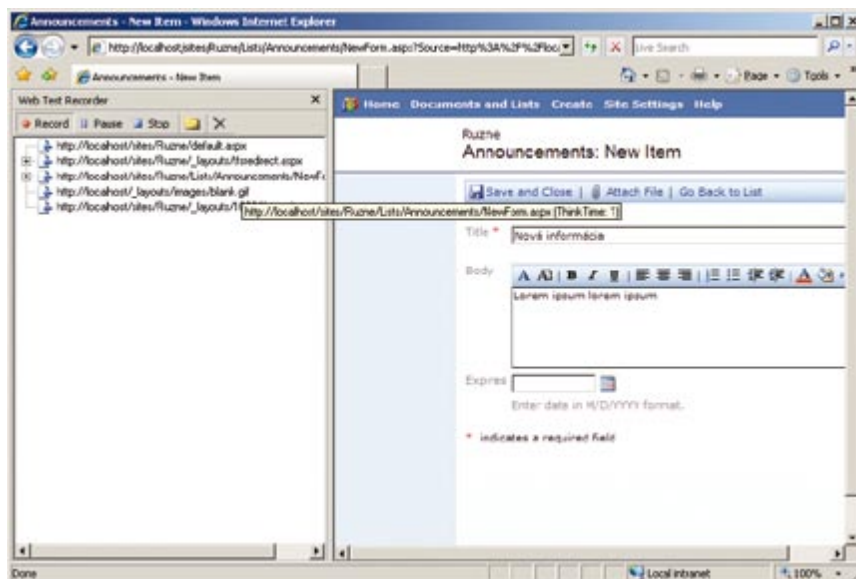 Announcements - New Item - Windows Internet Explorer
http://localhost/sites/Ruzne/Lists/Announcements/NewForm.aspx?Source=http%3A%2F%2Floc
Live Search
Announcements - New Item
Page
Tools
Web Test Recorder
Record Pause Stop
http://localhost/sites/Ruzne/default.aspx
http://localhost/sites/Ruzne/_layouts/
http://localhost/sites/Ruzne/Lists/Announcements/NewF
http://localhost/_layouts/images/blank.gif
http://localhost/sites/Ruzne/_layouts/
http://localhost/sites/Ruzne/Lists/Announcements/NewForm.aspx [ThinkTime: 1]
Home Documents and Lists Create Site Settings Help
Ruzne
Announcements: New Item
Save and Close | Attach File | Go Back to List
Title * Nová informácia
Body
A A | B I U
Lorem ipsum lorem ipsum
Expires
Enter date in M/D/YYYY format.
* indicates a required field
Done
Local intranet
100%